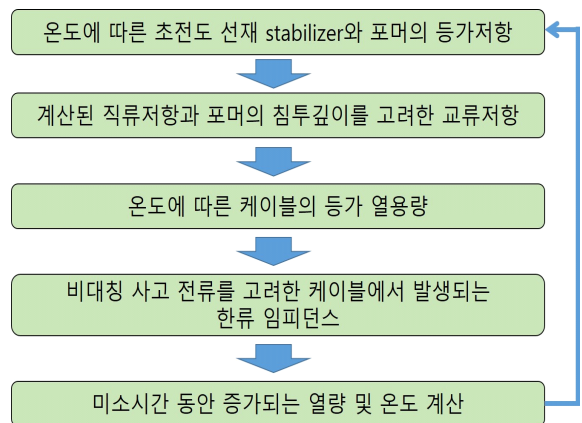 온도에 따른 초전도 선재 stabilizer와 포머의 등가저항
계산된 직류저항과 포머의 침투깊이를 고려한 교류저항
온도에 따른 케이블의 등가 열용량
비대칭 사고 전류를 고려한 케이블에서 발생되는
한류 임피던스
미소시간 동안 증가되는 열량 및 온도 계산